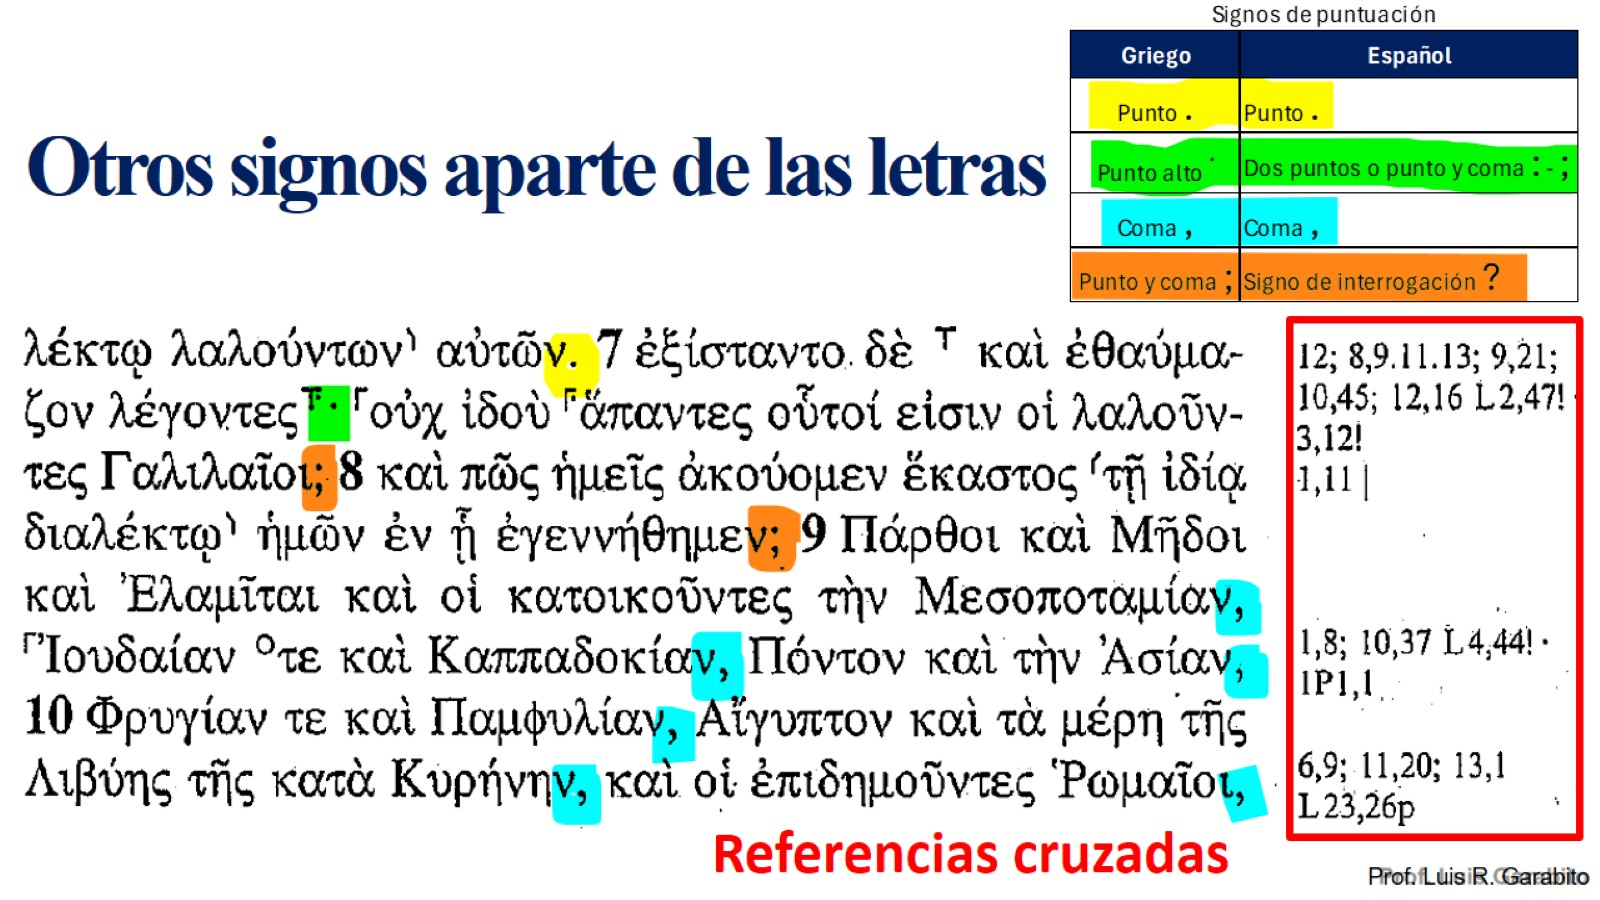 Signos de puntuación
Griego Español
Punto . Punto .
Punto alto · Dos puntos o punto y coma : - ;
Coma , Coma ,
Punto y coma ; Signo de interrogación ?
Otros signos aparte de las letras
λέκτῳ λαλούντων⸃ αὐτῶν. 7 ἐξίσταντο δὲ ⸆ καὶ ἐθαύμα-
ζον λέγοντες⸆· ⸀οὐχ ἰδοὺ ⸀ἅπαντες οὗτοί εἰσιν οἱ λαλοῦν-
τες Γαλιλαῖοι; 8 καὶ πῶς ἡμεῖς ἀκούομεν ἕκαστος ⸂τῇ ἰδίᾳ
διαλέκτῳ⸃ ἡμῶν ἐν ᾗ ἐγεννήθημεν; 9 Πάρθοι καὶ Μῆδοι
καὶ Ἐλαμῖται καὶ οἱ κατοικοῦντες τὴν Μεσοποταμίαν,
⸀Ἰουδαίαν ⸰τε καὶ Καππαδοκίαν, Πόντον καὶ τὴν Ἀσίαν,
10 Φρυγίαν τε καὶ Παμφυλίαν, Αἴγυπτον καὶ τὰ μέρη τῆς
Λιβύης τῆς κατὰ Κυρήνην, καὶ οἱ ἐπιδημοῦντες Ῥωμαῖοι,
12; 8,9.11.13; 9,21;
10,45; 12,16 L 2,47! ·
3,12!
1,11 |
1,8; 10,37 L 4,44! ·
1P 1,1
6,9; 11,20; 13,1
L 23,26p
Referencias cruzadas
Prof. Luis R. Garabito